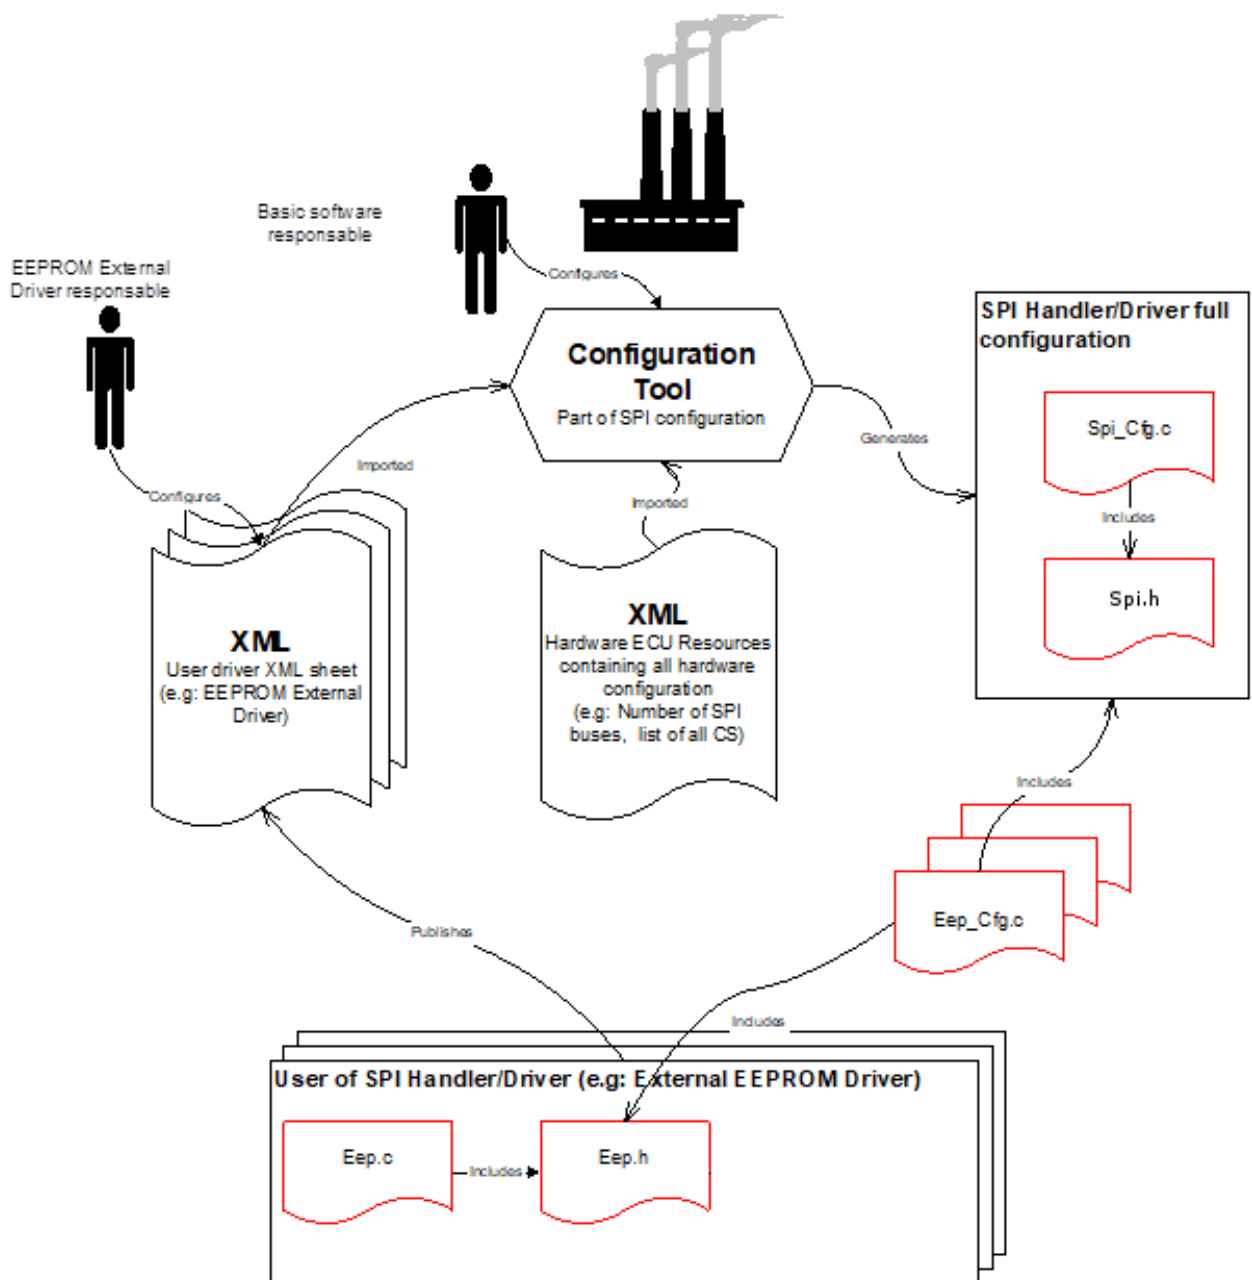 Basic software
responsable
EEPROM External
Driver responsable
Configures
SPI Handler/Driver full
configuration
Configuration
Tool
Part of SPI configuration
Spi_Cfg.c
Generates
Imported
Configures
Imported
Includes
Spi.h
XML
User driver XML sheet
(e.g: EEPROM External
Driver)
XML
Hardware ECU Resources
containing all hardware
configuration
(e.g: Number of SPI
buses, list of all CS)
Includes
Eep_Cfg.c
Publishes
Includes
User of SPI Handler/Driver (e.g: External EEPROM Driver)
Eep.c
Includes
Eep.h